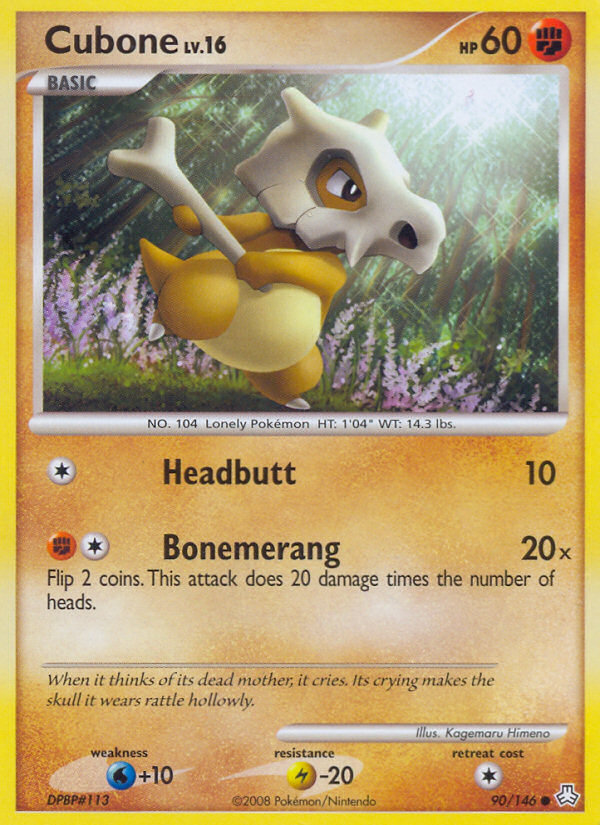 Cubone LV.16
HP 60
BASIC
NO. 104 Lonely Pokémon HT: 1'04" WT: 14.3 lbs.
Headbutt 10
Bonemerang 20x
Flip 2 coins. This attack does 20 damage times the number of
heads.
When it thinks of its dead mother, it cries. Its crying makes the
skull it wears rattle hollowly.
Illus. Kagemaru Himeno
weakness resistance retreat cost
+10 -20
DPBP#113 ©2008 Pokémon/Nintendo 90/146